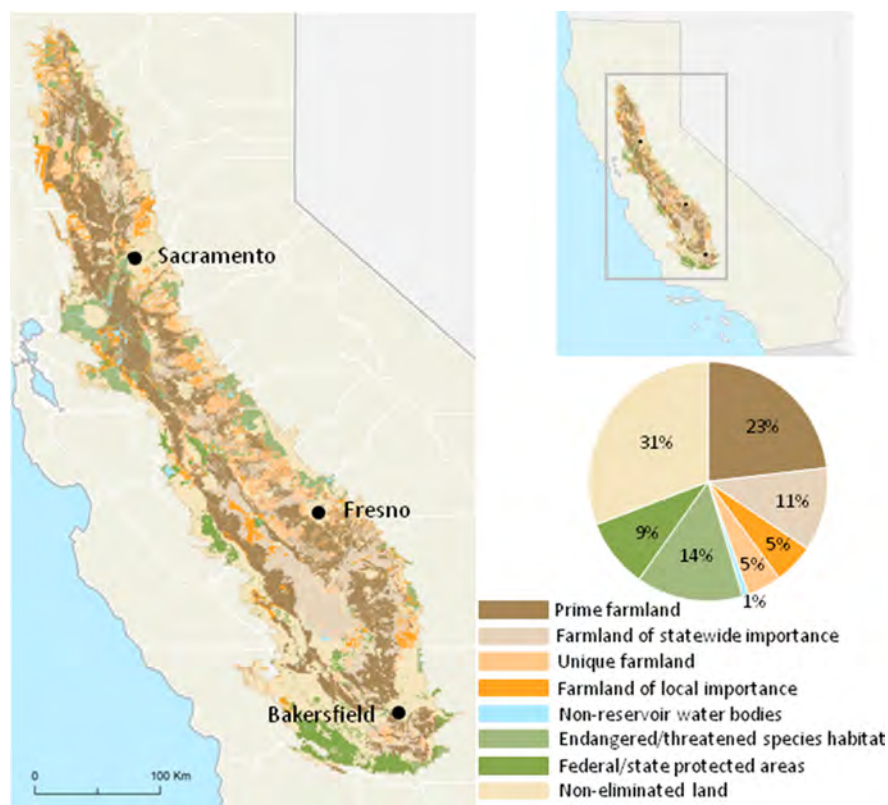 Sacramento
Fresno
Bakersfield
0 100 Km
31%
23%
11%
5%
5%
1%
14%
9%
Prime farmland
Farmland of statewide importance
Unique farmland
Farmland of local importance
Non-reservoir water bodies
Endangered/threatened species habitat
Federal/state protected areas
Non-eliminated land